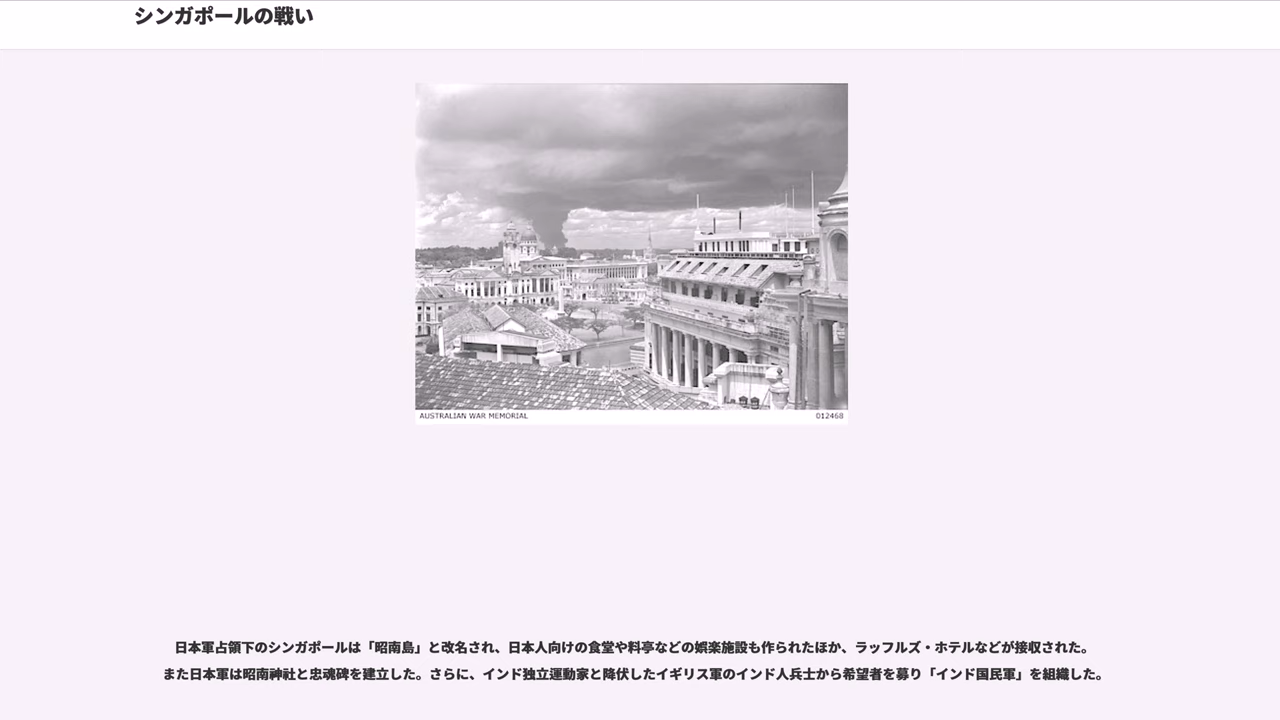 シンガポールの戦い
AUSTRALIAN WAR MEMORIAL
012468
日本軍占領下のシンガポールは「昭南島」と改名され、日本人向けの食堂や料亭などの娯楽施設も作られたほか、ラッフルズ・ホテルなどが接収された。
また日本軍は昭南神社と忠魂碑を建立した。さらに、インド独立運動家と降伏したイギリス軍のインド人兵士から希望者を募り「インド国民軍」を組織した。